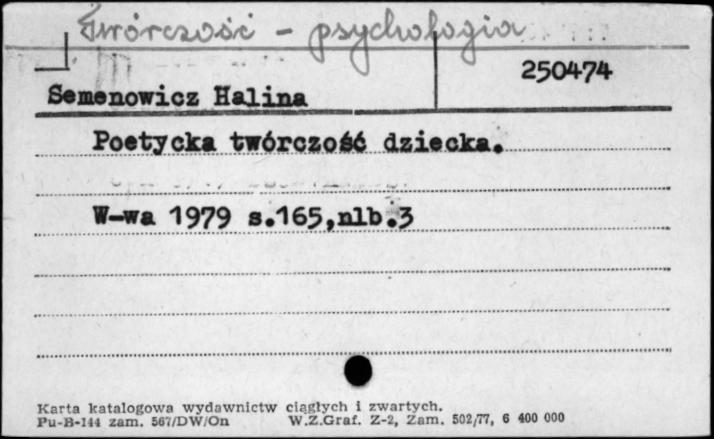 Twórczość - psychologia
250474
Semenowicz Halina
Poetycka twórczość dziecka.
W-wa 1979 s.165,nlb.3
Karta katalogowa wydawnictw ciągłych i zwartych.
Pu-B-144 zam. 567/DW/On W.Z.Graf. Z-2, Zam. 502/77, 6 400 000